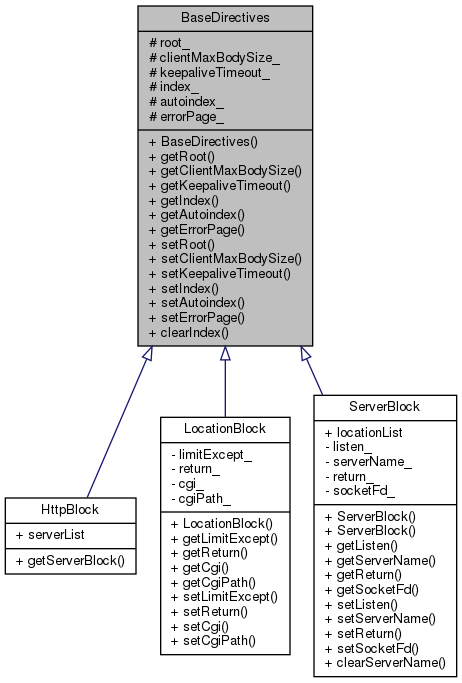 BaseDirectives
# root_
# clientMaxBodySize_
# keepaliveTimeout_
# index_
# autoindex_
# errorPage_
+ BaseDirectives()
+ getRoot()
+ getClientMaxBodySize()
+ getKeepaliveTimeout()
+ getIndex()
+ getAutoindex()
+ getErrorPage()
+ setRoot()
+ setClientMaxBodySize()
+ setKeepaliveTimeout()
+ setIndex()
+ setAutoindex()
+ setErrorPage()
+ clearIndex()
HttpBlock
+ serverList
+ getServerBlock()
LocationBlock
- limitExcept_
- return_
- cgi_
- cgiPath_
+ LocationBlock()
+ getLimitExcept()
+ getReturn()
+ getCgi()
+ getCgiPath()
+ setLimitExcept()
+ setReturn()
+ setCgi()
+ setCgiPath()
ServerBlock
+ locationList
- listen_
- serverName_
- return_
- socketFd_
+ ServerBlock()
+ ServerBlock()
+ getListen()
+ getServerName()
+ getReturn()
+ getSocketFd()
+ setListen()
+ setServerName()
+ setReturn()
+ setSocketFd()
+ clearServerName()